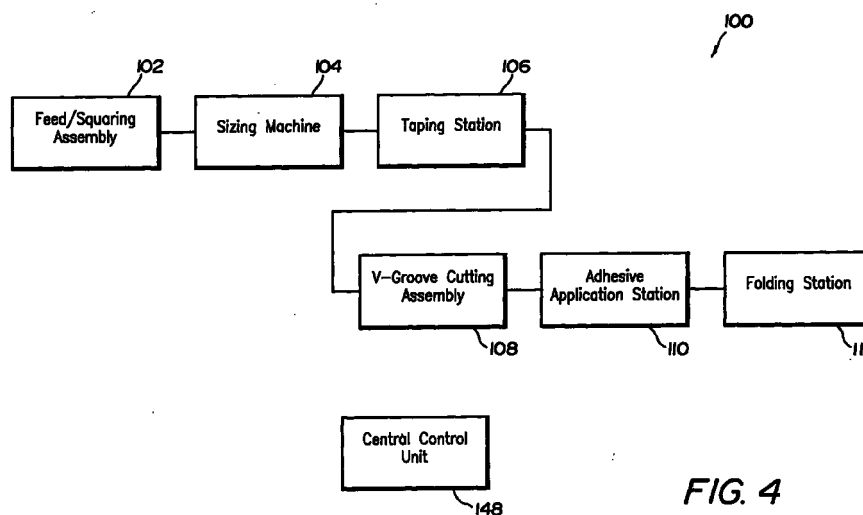 100
102
104
106
Feed/Squaring
Assembly
Sizing Machine
Taping Station
V-Groove Cutting
Assembly
Adhesive
Application Station
Folding Station
108
110
11
Central Control
Unit
148
FIG. 4